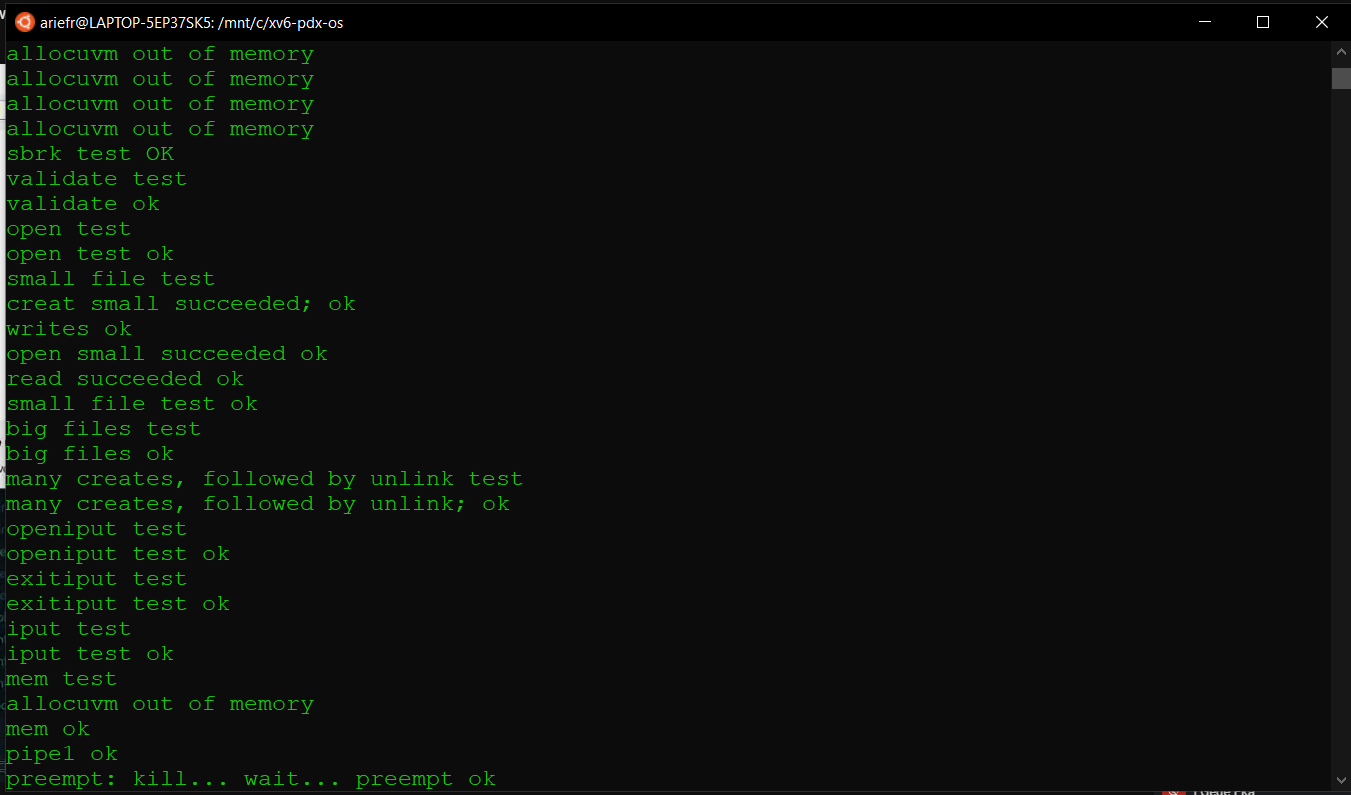 ariefr@LAPTOP-5EP37SK5: /mnt/c/xv6-pdx-os
allocuvm out of memory
allocuvm out of memory
allocuvm out of memory
allocuvm out of memory
sbrk test OK
validate test
validate ok
open test
open test ok
small file test
creat small succeeded; ok
writes ok
open small succeeded ok
read succeeded ok
small file test ok
big files test
big files ok
many creates, followed by unlink test
many creates, followed by unlink; ok
openiput test
openiput test ok
exitiput test
exitiput test ok
iput test
iput test ok
mem test
allocuvm out of memory
mem ok
pipe1 ok
preempt: kill... wait... preempt ok